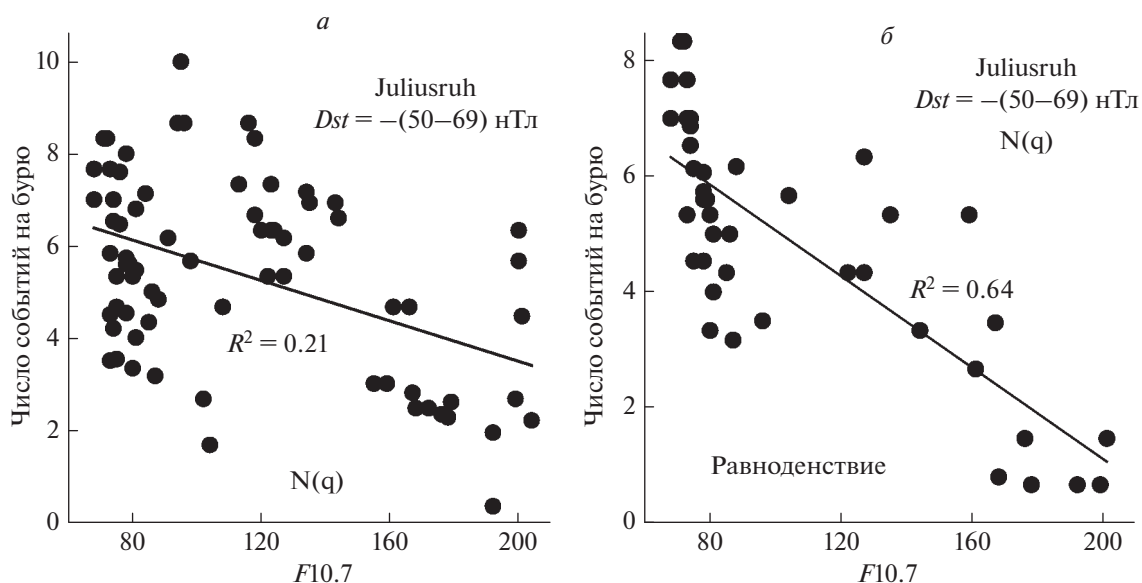 а
Число событий на бурю
10
8
6
4
2
0
Juliusruh
Dst = –(50–69) нТл
R² = 0.21
N(q)
80
120
160
200
F10.7
б
Число событий на бурю
8
6
4
2
0
Juliusruh
Dst = –(50–69) нТл
N(q)
R² = 0.64
Равноденствие
80
120
160
200
F10.7